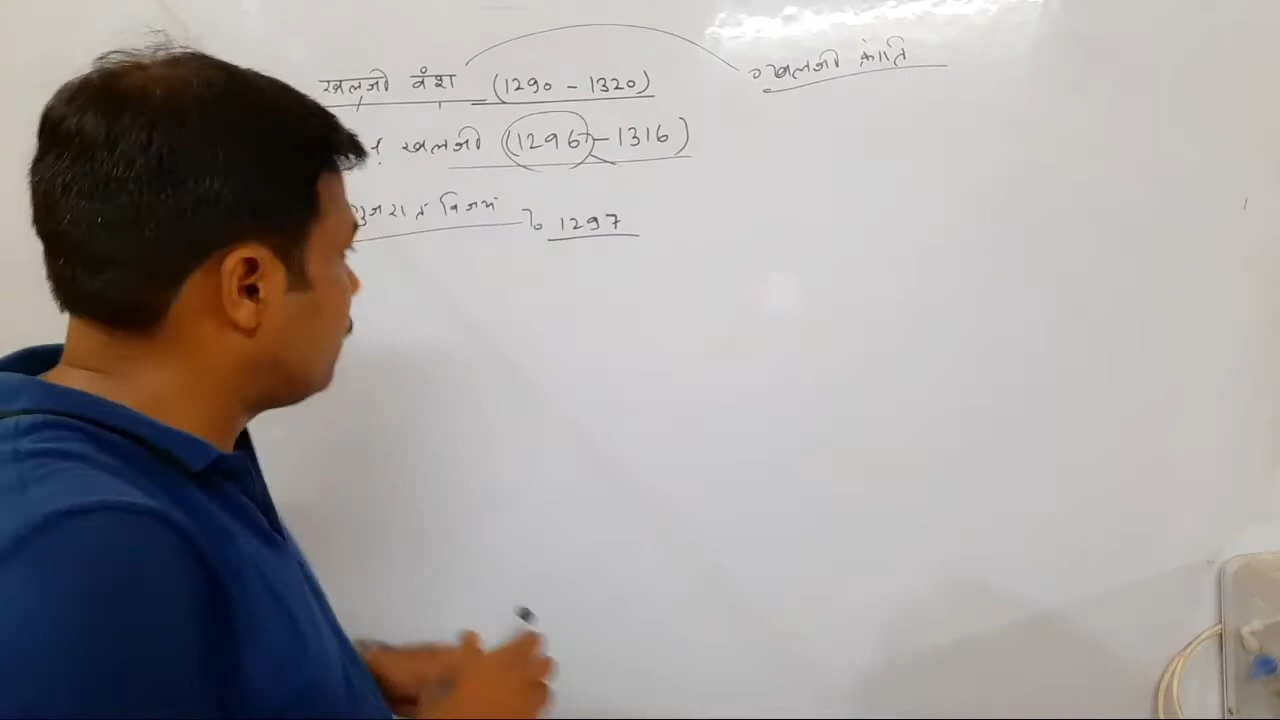 खलजी वंश (1290 - 1320)
खलजी क्रांति
खलजी (1296 - 1316)
गुजरात विजय 1297